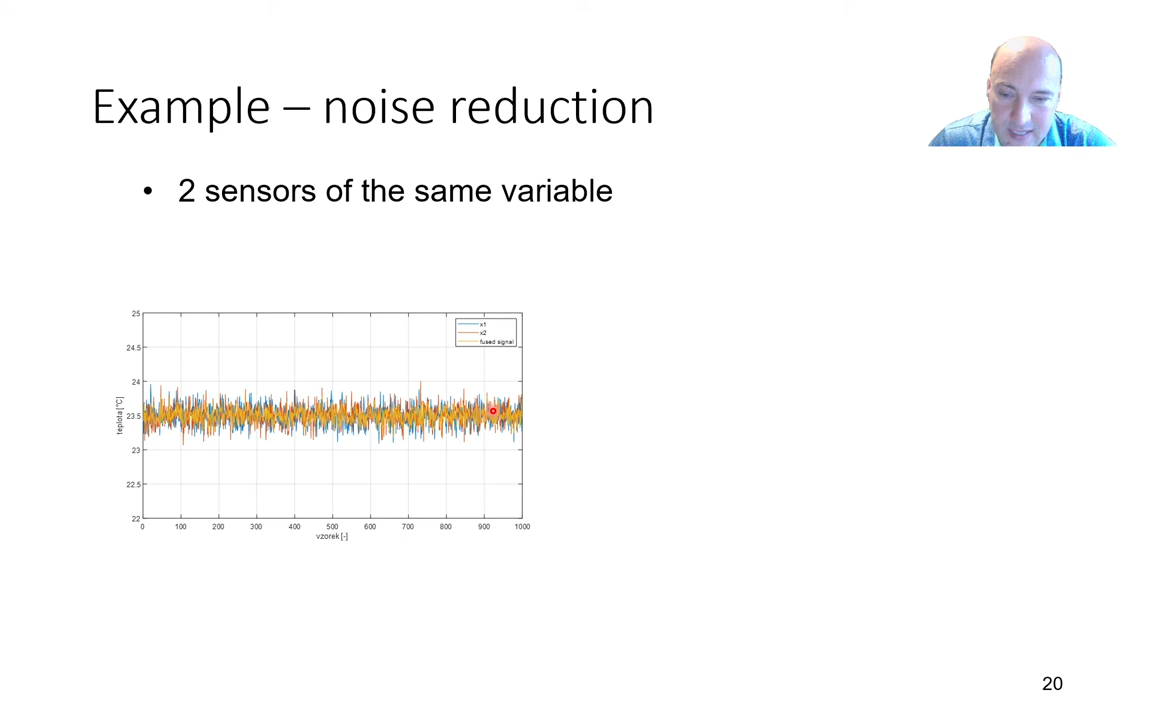 Example – noise reduction
• 2 sensors of the same variable
25
24.5
24
23.5
23
22.5
22
teplota [°C]
x1
x2
fused signal
0 100 200 300 400 500 600 700 800 900 1000
vzorek [-]
20